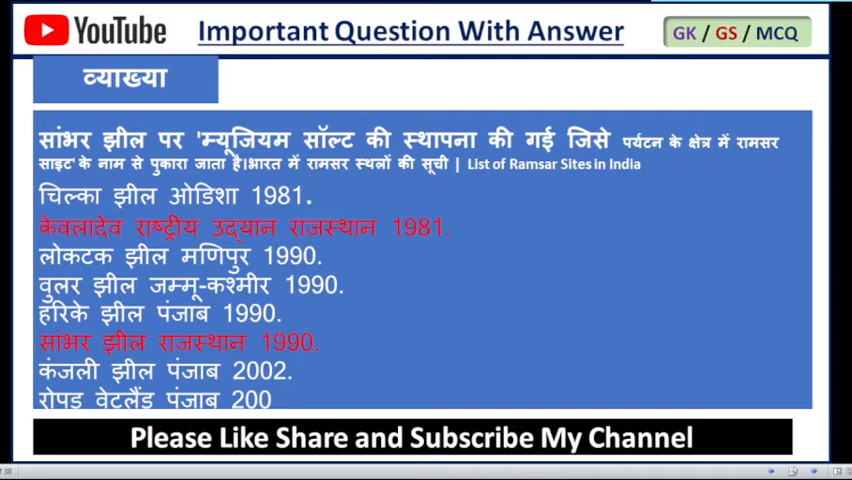 YouTube Important Question With Answer GK / GS / MCQ
व्याख्या
सांभर झील पर 'म्यूजियम सॉल्ट की स्थापना की गई जिसे पर्यटन के क्षेत्र में रामसर
साइट' के नाम से पुकारा जाता है।भारत में रामसर स्थलों की सूची | List of Ramsar Sites in India
चिल्का झील ओडिशा 1981.
केवलादेव राष्ट्रीय उद्यान राजस्थान 1981.
लोकटक झील मणिपुर 1990.
वुलर झील जम्मू-कश्मीर 1990.
हरिके झील पंजाब 1990.
सांभर झील राजस्थान 1990.
कंजली झील पंजाब 2002.
रोपड़ वेटलैंड पंजाब 200
Please Like Share and Subscribe My Channel